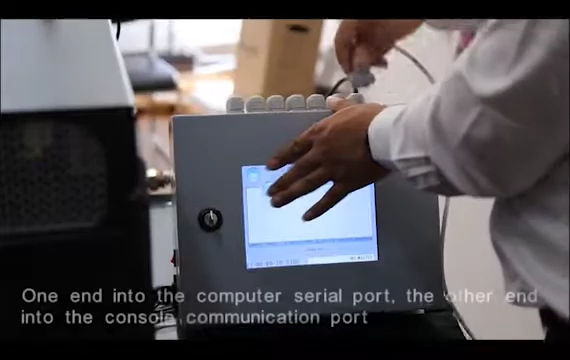 One end into the computer serial port, the other end
into the console communication port